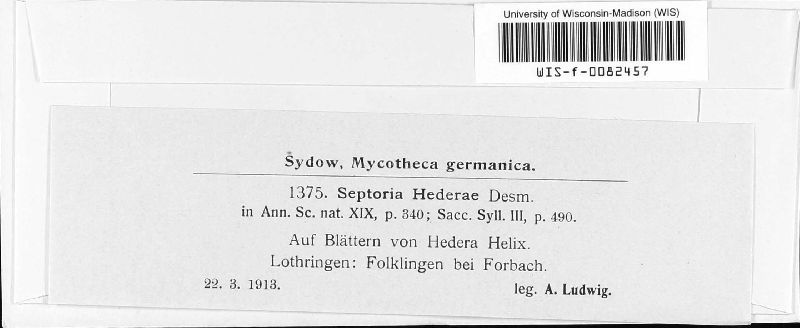 University of Wisconsin-Madison (WIS)
WIS-f-0082457
Sydow, Mycotheca germanica.
1375. Septoria Hederae Desm.
in Ann. Sc. nat. XIX, p. 340; Sacc. Syll. III, p. 490.
Auf Blättern von Hedera Helix.
Lothringen: Folklingen bei Forbach.
22. 3. 1913. leg. A. Ludwig.